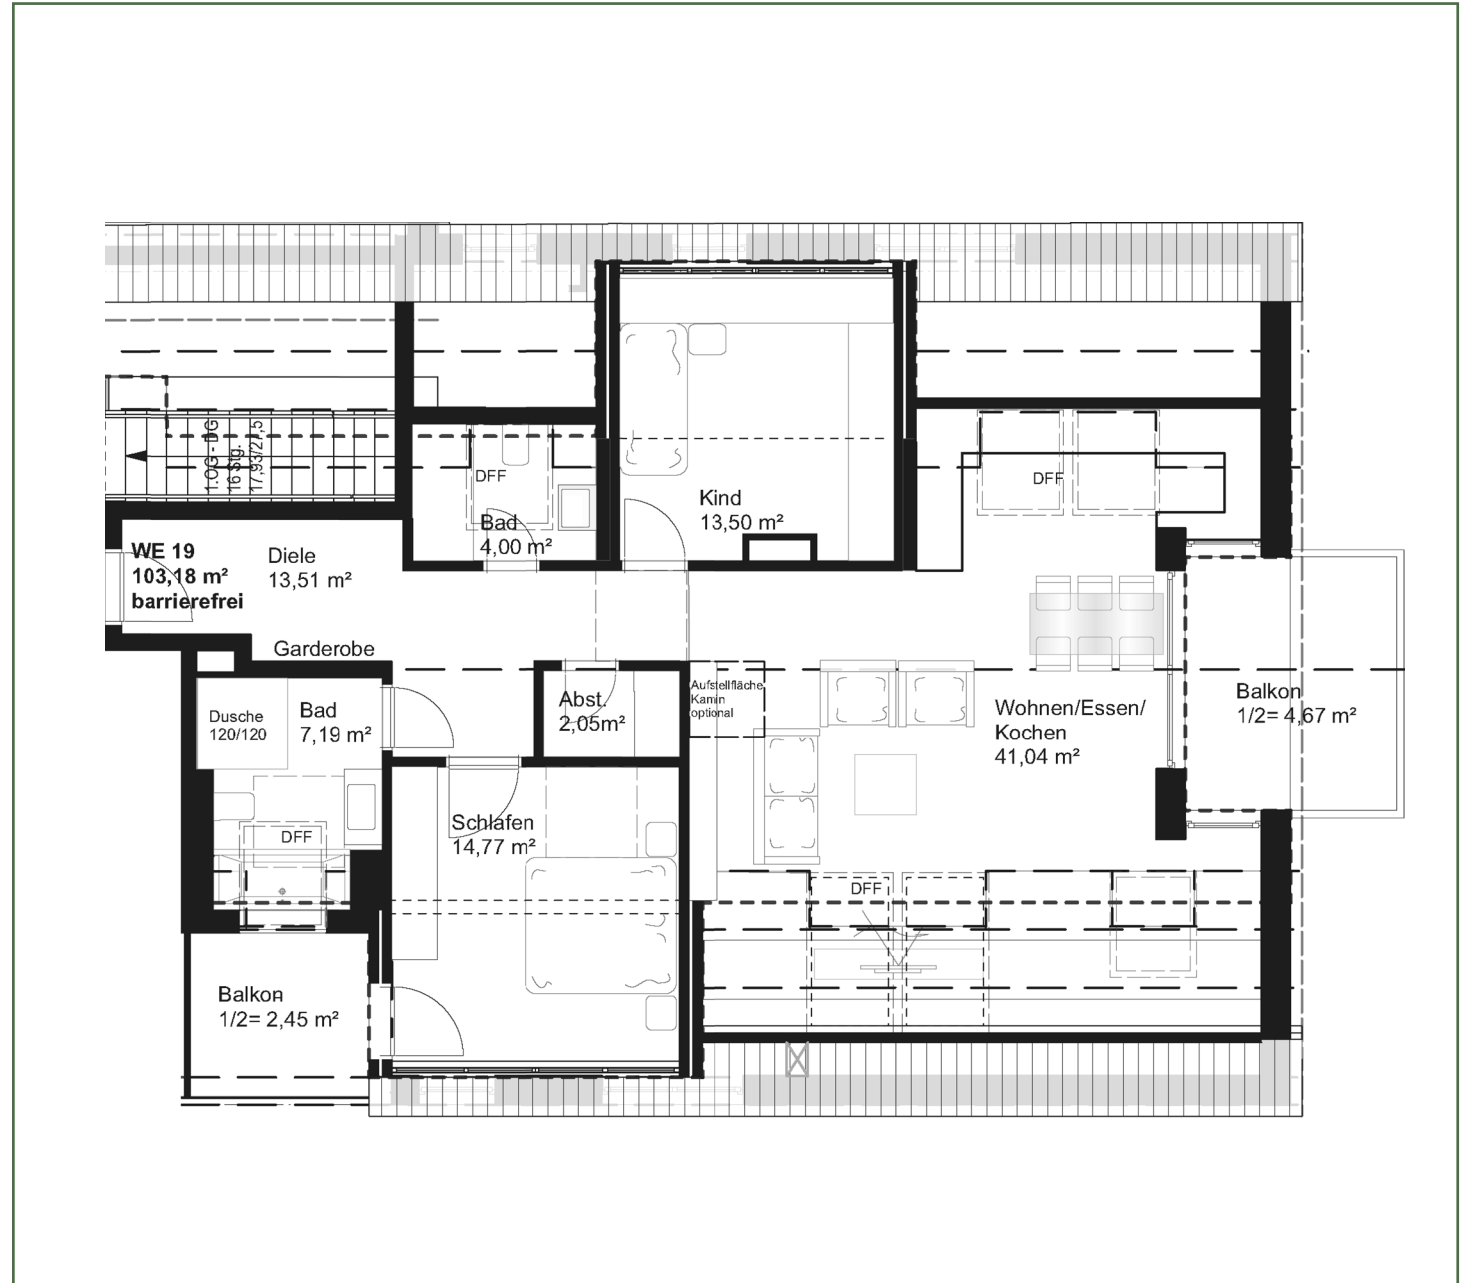 1.OG - DG
16 Stg.
17,93/27,5
DFF
Bad
4,00 m²
Kind
13,50 m²
DFF
WE 19
103,18 m²
barrierefrei
Diele
13,51 m²
Garderobe
Dusche
120/120
Bad
7,19 m²
Abst.
2,05m²
Aufstellfläche
Kamin
optional
Wohnen/Essen/
Kochen
41,04 m²
Balkon
1/2= 4,67 m²
DFF
Schlafen
14,77 m²
DFF
Balkon
1/2= 2,45 m²